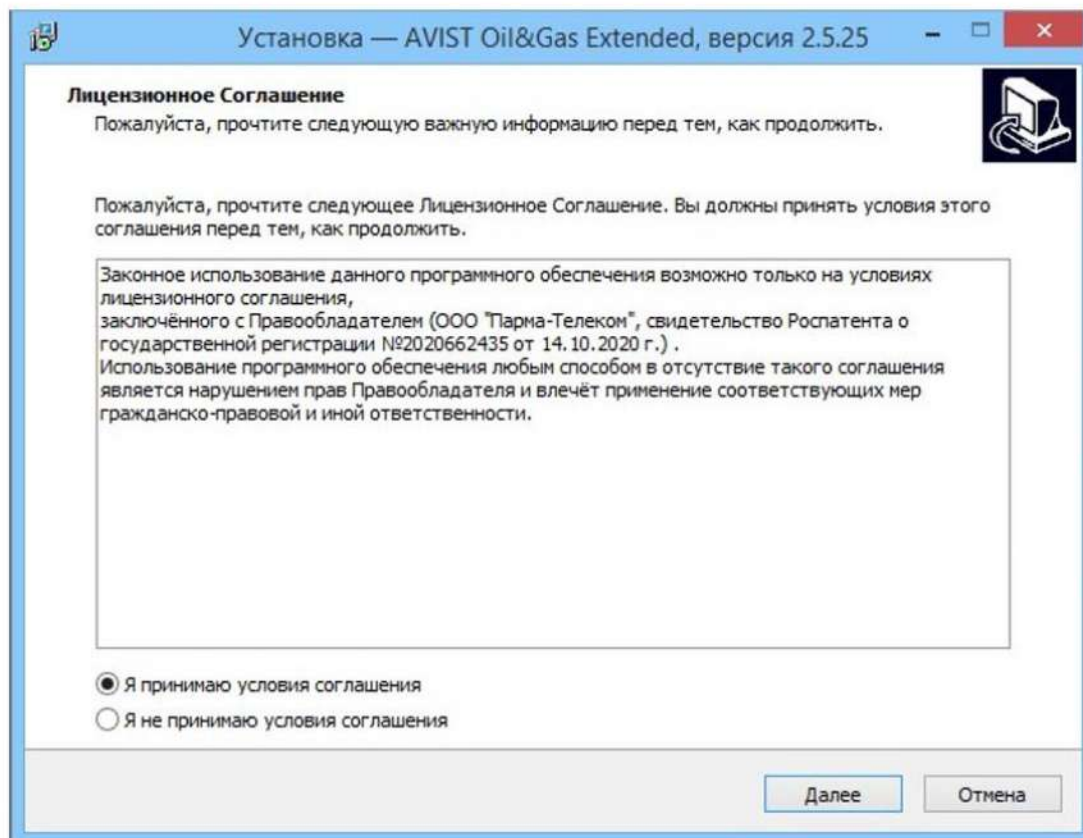 Установка — AVIST Oil&Gas Extended, версия 2.5.25
Лицензионное Соглашение
Пожалуйста, прочтите следующую важную информацию перед тем, как продолжить.
Пожалуйста, прочтите следующее Лицензионное Соглашение. Вы должны принять условия этого
соглашения перед тем, как продолжить.
Законное использование данного программного обеспечения возможно только на условиях
лицензионного соглашения,
заключённого с Правообладателем (ООО "Парма-Телеком", свидетельство Роспатента о
государственной регистрации №2020662435 от 14.10.2020 г.) .
Использование программного обеспечения любым способом в отсутствие такого соглашения
является нарушением прав Правообладателя и влечёт применение соответствующих мер
гражданско-правовой и иной ответственности.
Я принимаю условия соглашения
Я не принимаю условия соглашения
Далее
Отмена